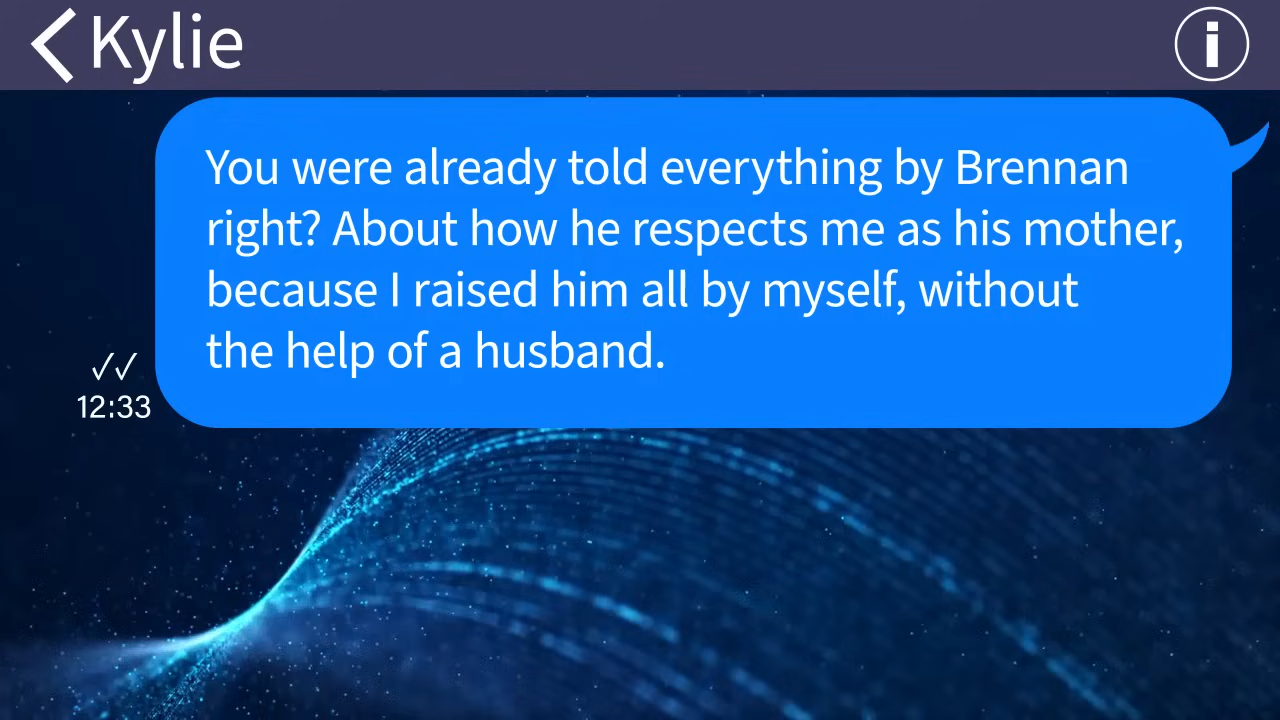 Kylie
You were already told everything by Brennan
right? About how he respects me as his mother,
because I raised him all by myself, without
the help of a husband.
12:33